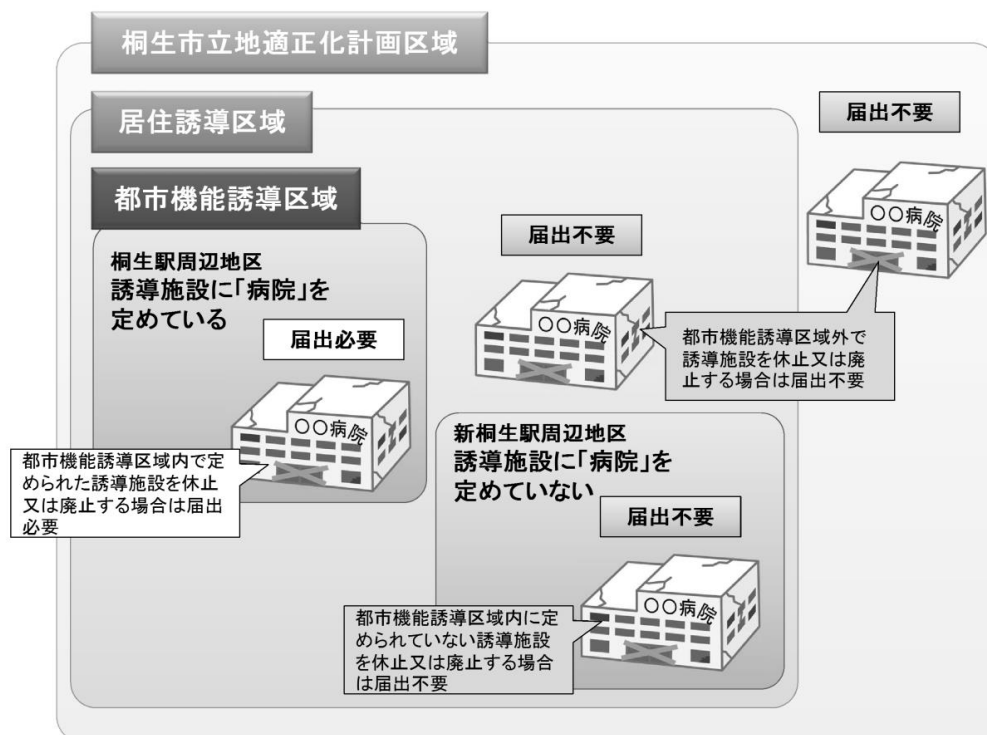 桐生市立地適正化計画区域
居住誘導区域
届出不要
都市機能誘導区域
○○病院
届出不要
桐生駅周辺地区
誘導施設に「病院」を
定めている
○○病院
届出必要
都市機能誘導区域外で
誘導施設を休止又は廃
止する場合は届出不要
○○病院
新桐生駅周辺地区
誘導施設に「病院」を
定めていない
都市機能誘導区域内で定
められた誘導施設を休止
又は廃止する場合は届出
必要
届出不要
○○病院
都市機能誘導区域内に定
められていない誘導施設
を休止又は廃止する場合
は届出不要